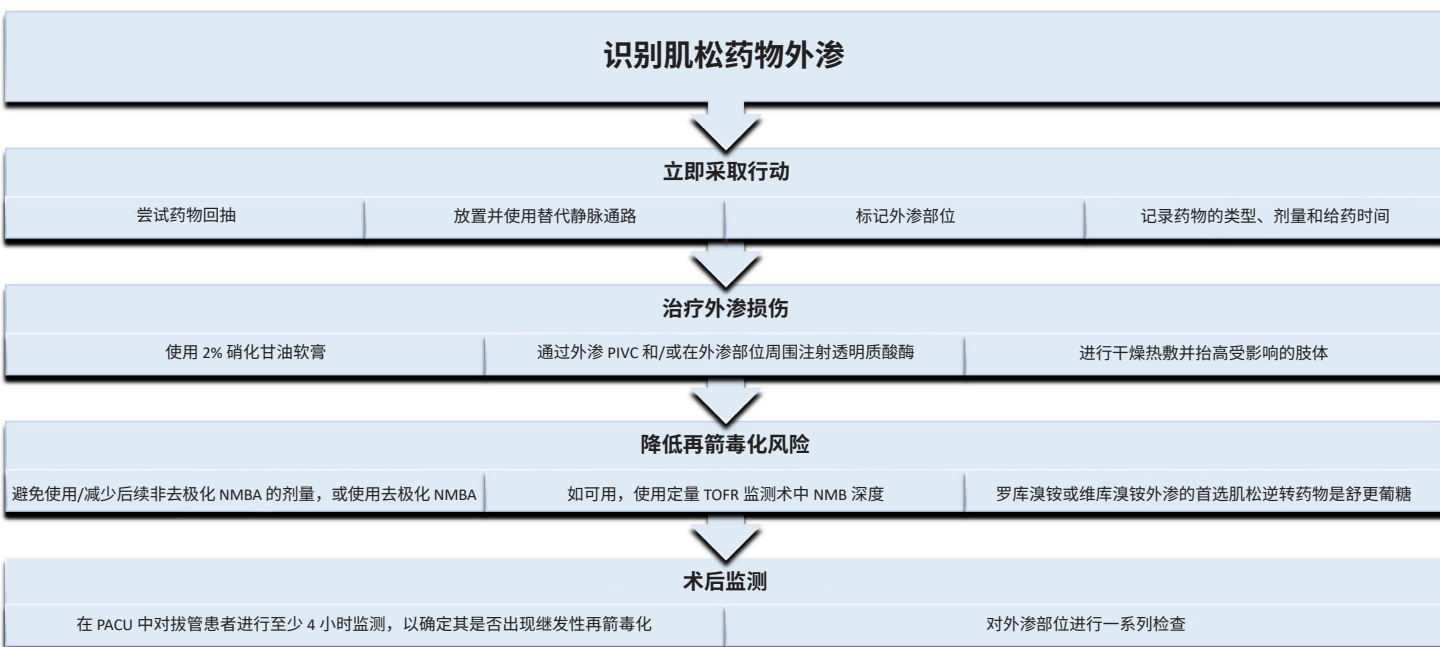 识别肌松药物外渗
立即采取行动
尝试药物回抽
放置并使用替代静脉通路
标记外渗部位
记录药物的类型、剂量和给药时间
治疗外渗损伤
使用 2% 硝化甘油软膏
通过外渗 PIVC 和/或在外渗部位周围注射透明质酸酶
进行干燥热敷并抬高受影响的肢体
降低再箭毒化风险
避免使用/减少后续非去极化 NMBA 的剂量，或使用去极化 NMBA
如可用，使用定量 TOFR 监测术中 NMB 深度
罗库溴铵或维库溴铵外渗的首选肌松逆转药物是舒更葡糖
术后监测
在 PACU 中对拔管患者进行至少 4 小时监测，以确定其是否出现继发性再箭毒化
对外渗部位进行一系列检查